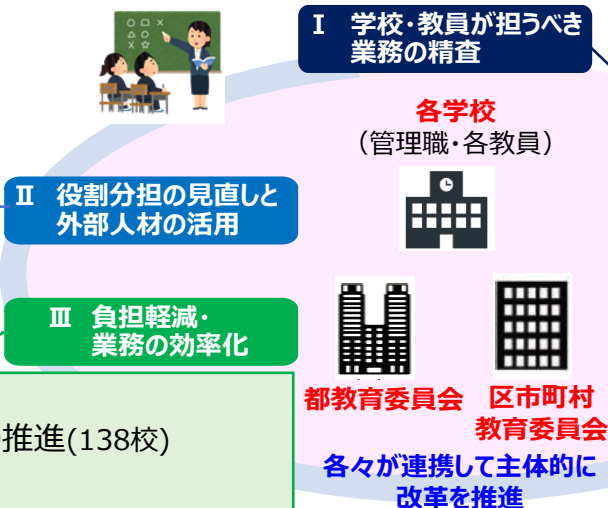 Ⅰ 学校・教員が担うべき
業務の精査
各学校
（管理職・各教員）
Ⅱ 役割分担の見直しと
外部人材の活用
Ⅲ 負担軽減・
業務の効率化
都教育委員会
区市町村
教育委員会
推進(138校)
各々が連携して主体的に
改革を推進